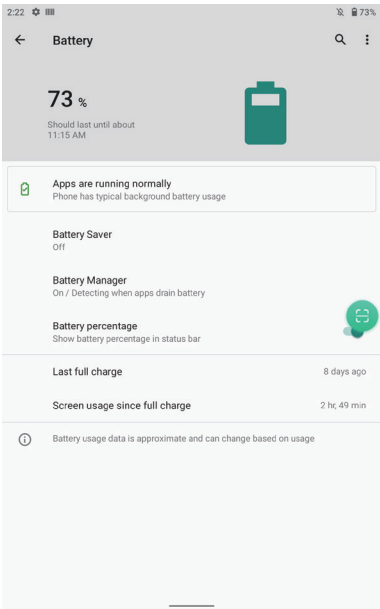 2:22 73%
Battery
73 %
Should last until about
11:15 AM
Apps are running normally
Phone has typical background battery usage
Battery Saver
Off
Battery Manager
On / Detecting when apps drain battery
Battery percentage
Show battery percentage in status bar
Last full charge 8 days ago
Screen usage since full charge 2 hr, 49 min
Battery usage data is approximate and can change based on usage